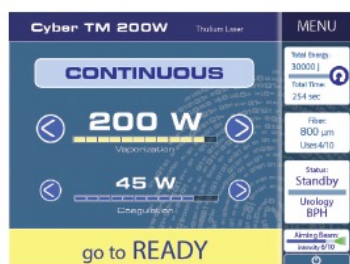 Cyber TM 200W
Thulium Laser
MENU
CONTINUOUS
200 W
Vaporization
45 W
Coagulation
go to READY
Total Energy:
30000 j
Total Time:
254 sec
Fiber:
800 µm
Uses 4/10
Status:
Standby
Urology
BPH
Aiming Beam:
intensity 6/10